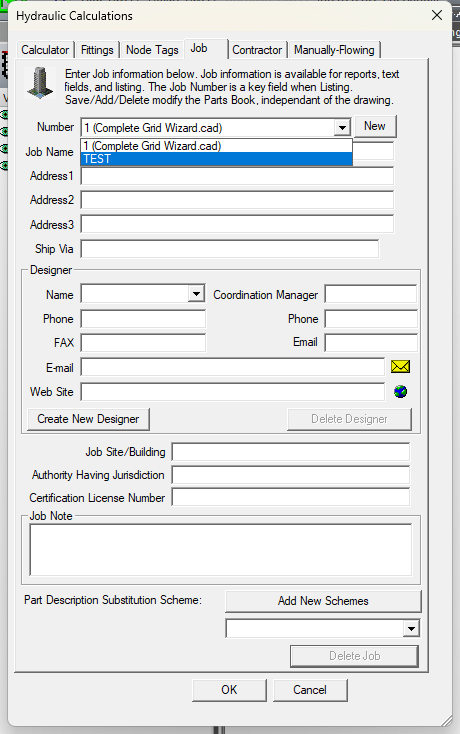 Hydraulic Calculations
Calculator Fittings Node Tags Job Contractor Manually-Flowing
Enter Job information below. Job information is available for reports, text
fields, and listing. The Job Number is a key field when Listing.
Save/Add/Delete modify the Parts Book, independant of the drawing.
Number 1 (Complete Grid Wizard.cad) New
1 (Complete Grid Wizard.cad)
Job Name TEST
Address1
Address2
Address3
Ship Via
Designer
Name Coordination Manager
Phone Phone
FAX Email
E-mail
Web Site
Create New Designer Delete Designer
Job Site/Building
Authority Having Jurisdiction
Certification License Number
Job Note
Part Description Substitution Scheme: Add New Schemes
Delete Job
OK Cancel